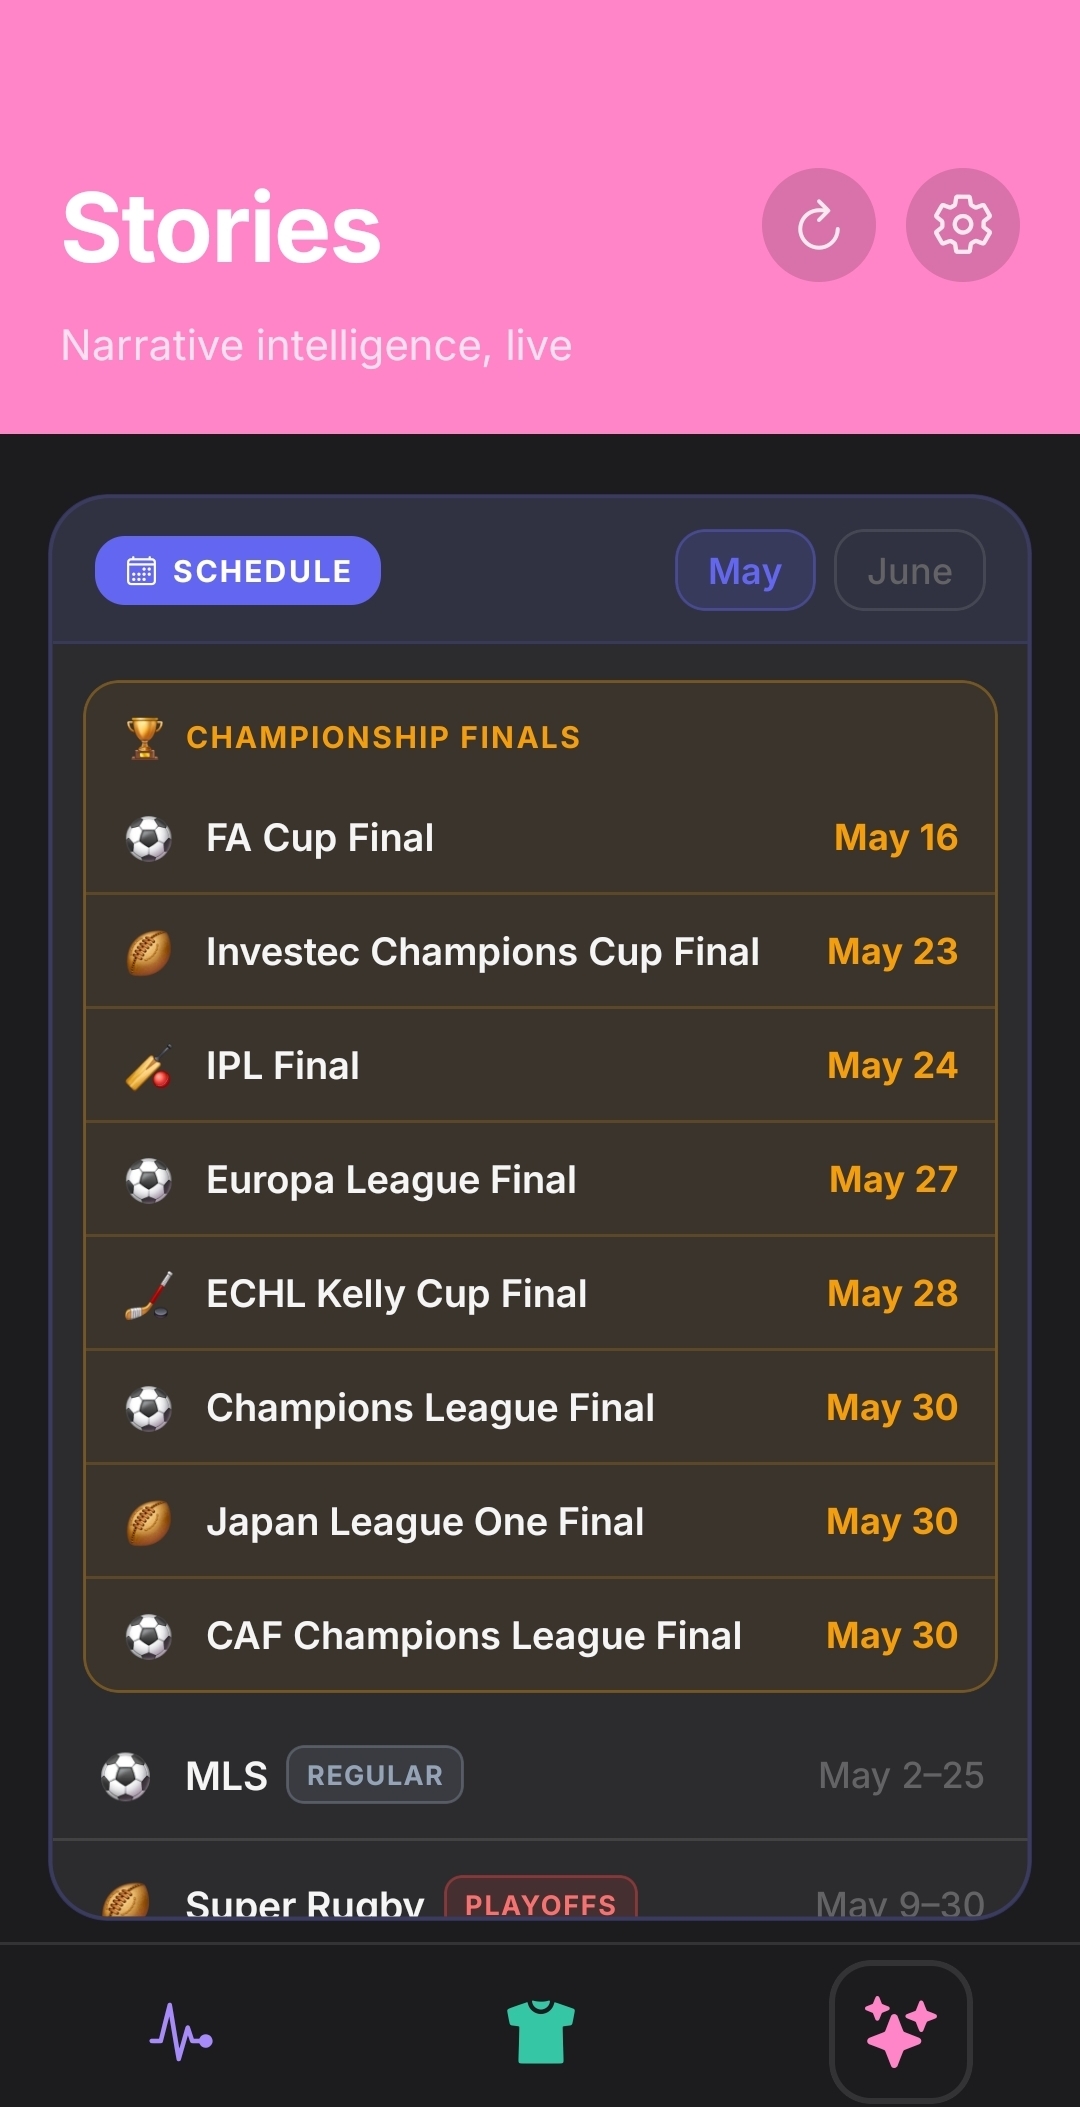 Stories
Narrative intelligence, live
SCHEDULE
May
June
CHAMPIONSHIP FINALS
FA Cup Final May 16
Investec Champions Cup Final May 23
IPL Final May 24
Europa League Final May 27
ECHL Kelly Cup Final May 28
Champions League Final May 30
Japan League One Final May 30
CAF Champions League Final May 30
MLS REGULAR May 2–25
Super Rugby PLAYOFFS May 9–30